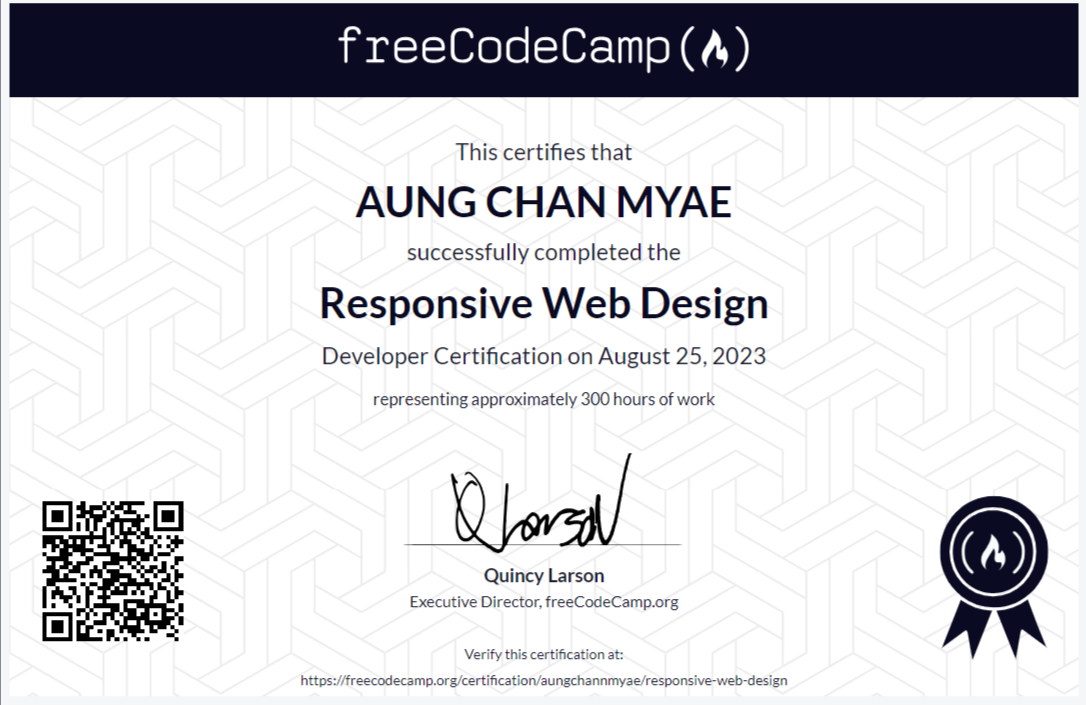 freeCodeCamp
This certifies that
AUNG CHAN MYAE
successfully completed the
Responsive Web Design
Developer Certification on August 25, 2023
representing approximately 300 hours of work
Quincy Larson
Executive Director, freeCodeCamp.org
Verify this certification at:
https://freecodecamp.org/certification/aungchannmyae/responsive-web-design